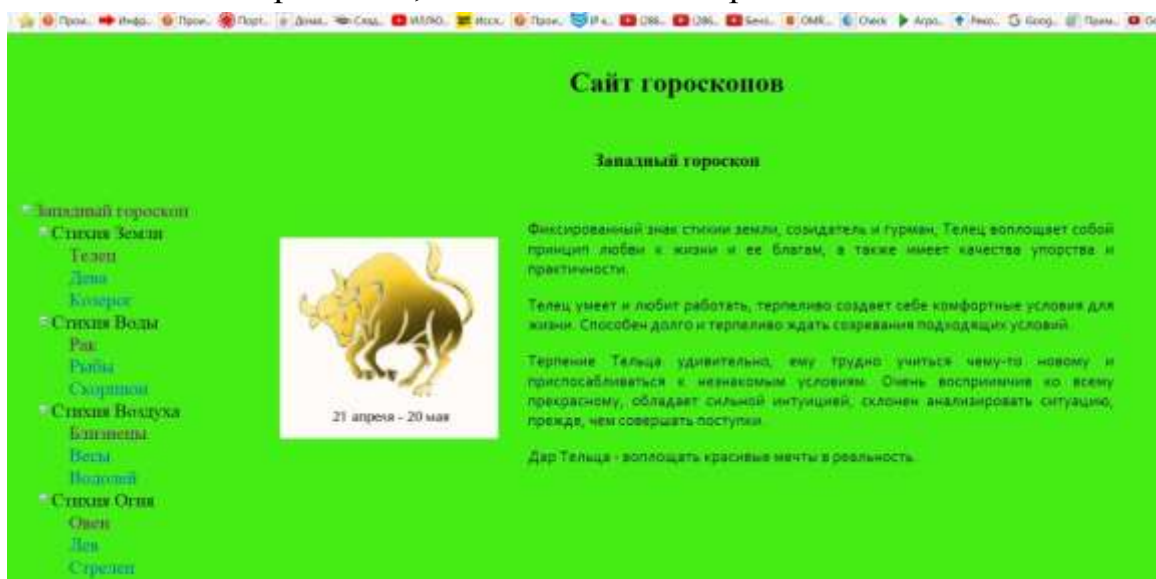 Сайт гороскопов
Западный гороскоп
Западный гороскоп
Стихия Земли
Телец
Дева
Козерог
Стихия Воды
Рак
Рыбы
Скорпион
Стихия Воздуха
Близнецы
Весы
Водолей
Стихия Огня
Овен
Лев
Стрелец
21 апреля - 20 мая
Фиксированный знак стихии земли, созидатель и гурман, Телец воплощает собой
принцип любви к жизни и ее благам, а также имеет качества упорства и
практичности.
Телец умеет и любит работать, терпеливо создает себе комфортные условия для
жизни. Способен долго и терпеливо ждать созревания подходящих условий.
Терпение Тельца удивительно, ему трудно учиться чему-то новому и
приспосабливаться к незнакомым условиям. Очень восприимчив ко всему
прекрасному, обладает сильной интуицией, склонен анализировать ситуацию,
прежде, чем совершать поступки.
Дар Тельца - воплощать красивые мечты в реальность.